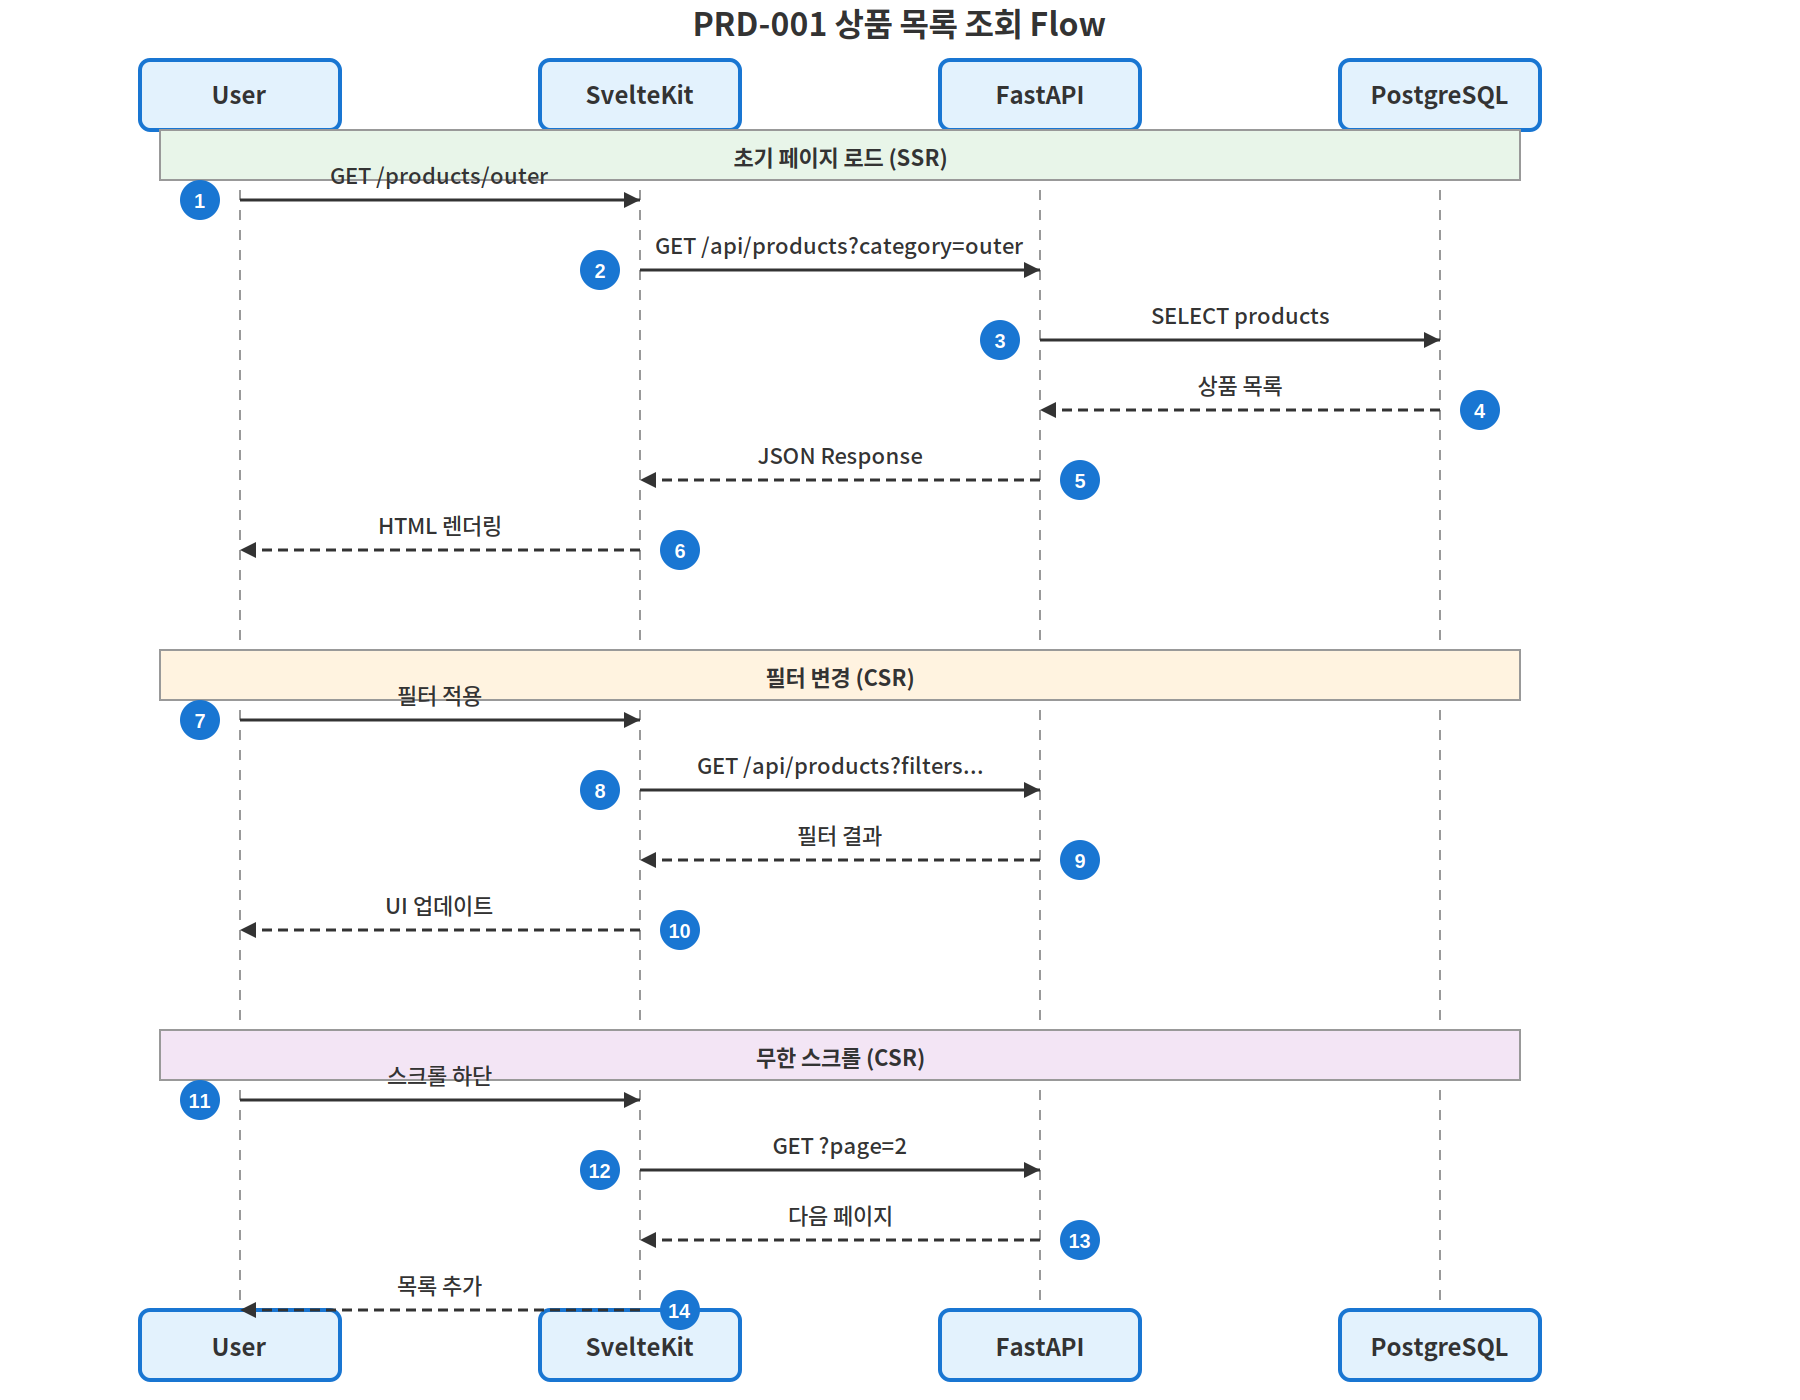 PRD-001 상품 목록 조회 Flow
User
SvelteKit
FastAPI
PostgreSQL
초기 페이지 로드 (SSR)
GET /products/outer
1
GET /api/products?category=outer
2
SELECT products
3
상품 목록
4
JSON Response
5
HTML 렌더링
6
필터 변경 (CSR)
필터 적용
7
GET /api/products?filters...
8
필터 결과
9
UI 업데이트
10
무한 스크롤 (CSR)
스크롤 하단
11
GET ?page=2
12
다음 페이지
13
목록 추가
14
User
SvelteKit
FastAPI
PostgreSQL